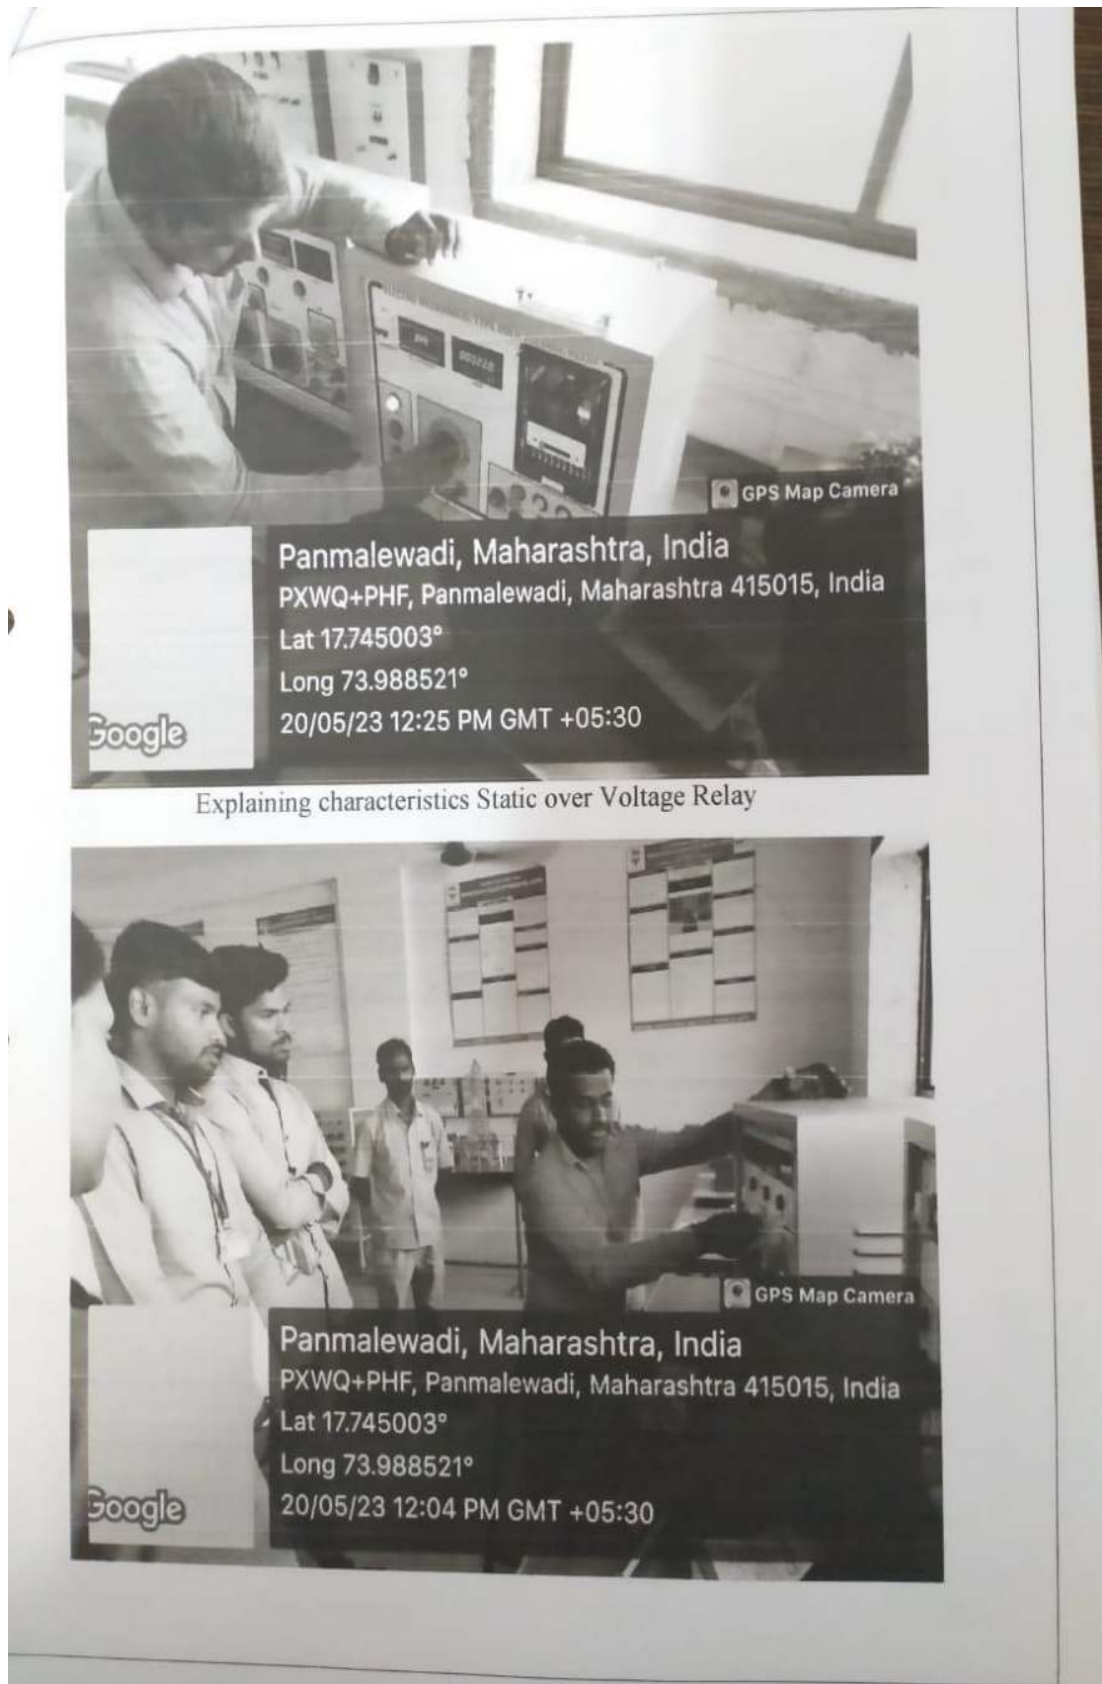 GPS Map Camera
Panmalewadi, Maharashtra, India
PXWQ+PHF, Panmalewadi, Maharashtra 415015, India
Lat 17.745003°
Long 73.988521°
20/05/23 12:25 PM GMT +05:30
Google
Explaining characteristics Static over Voltage Relay
GPS Map Camera
Panmalewadi, Maharashtra, India
PXWQ+PHF, Panmalewadi, Maharashtra 415015, India
Lat 17.745003°
Long 73.988521°
20/05/23 12:04 PM GMT +05:30
Google